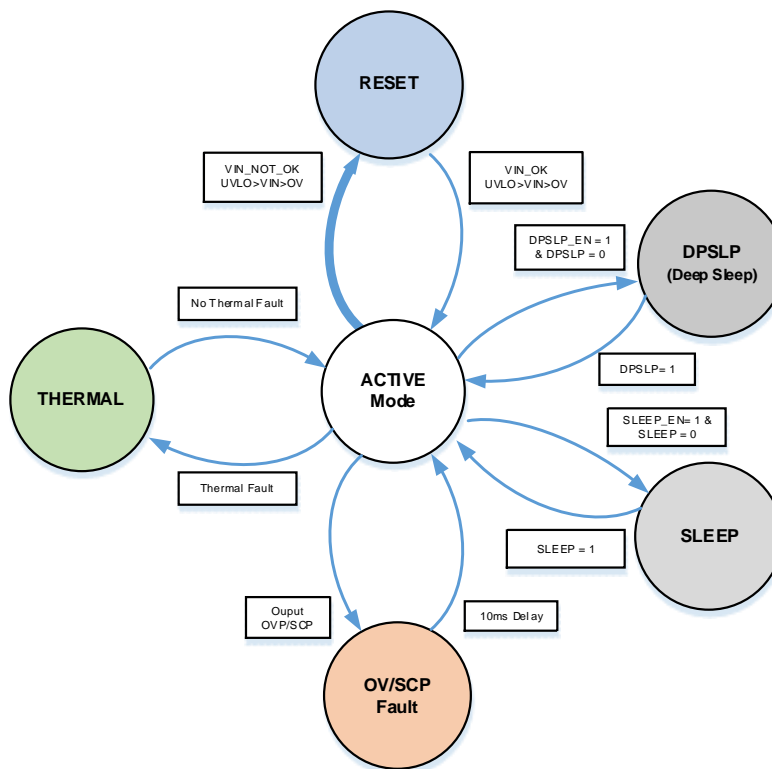 RESET
VIN_NOT_OK
UVLO>VIN>OV
VIN_OK
UVLO>VIN>OV
DPSLP_EN = 1
& DPSLP = 0
DPSLP
(Deep Sleep)
No Thermal Fault
DPSLP= 1
THERMAL
ACTIVE
Mode
SLEEP_EN= 1 &
SLEEP = 0
Thermal Fault
SLEEP = 1
SLEEP
Ouput
OVP/SCP
10ms Delay
OV/SCP
Fault